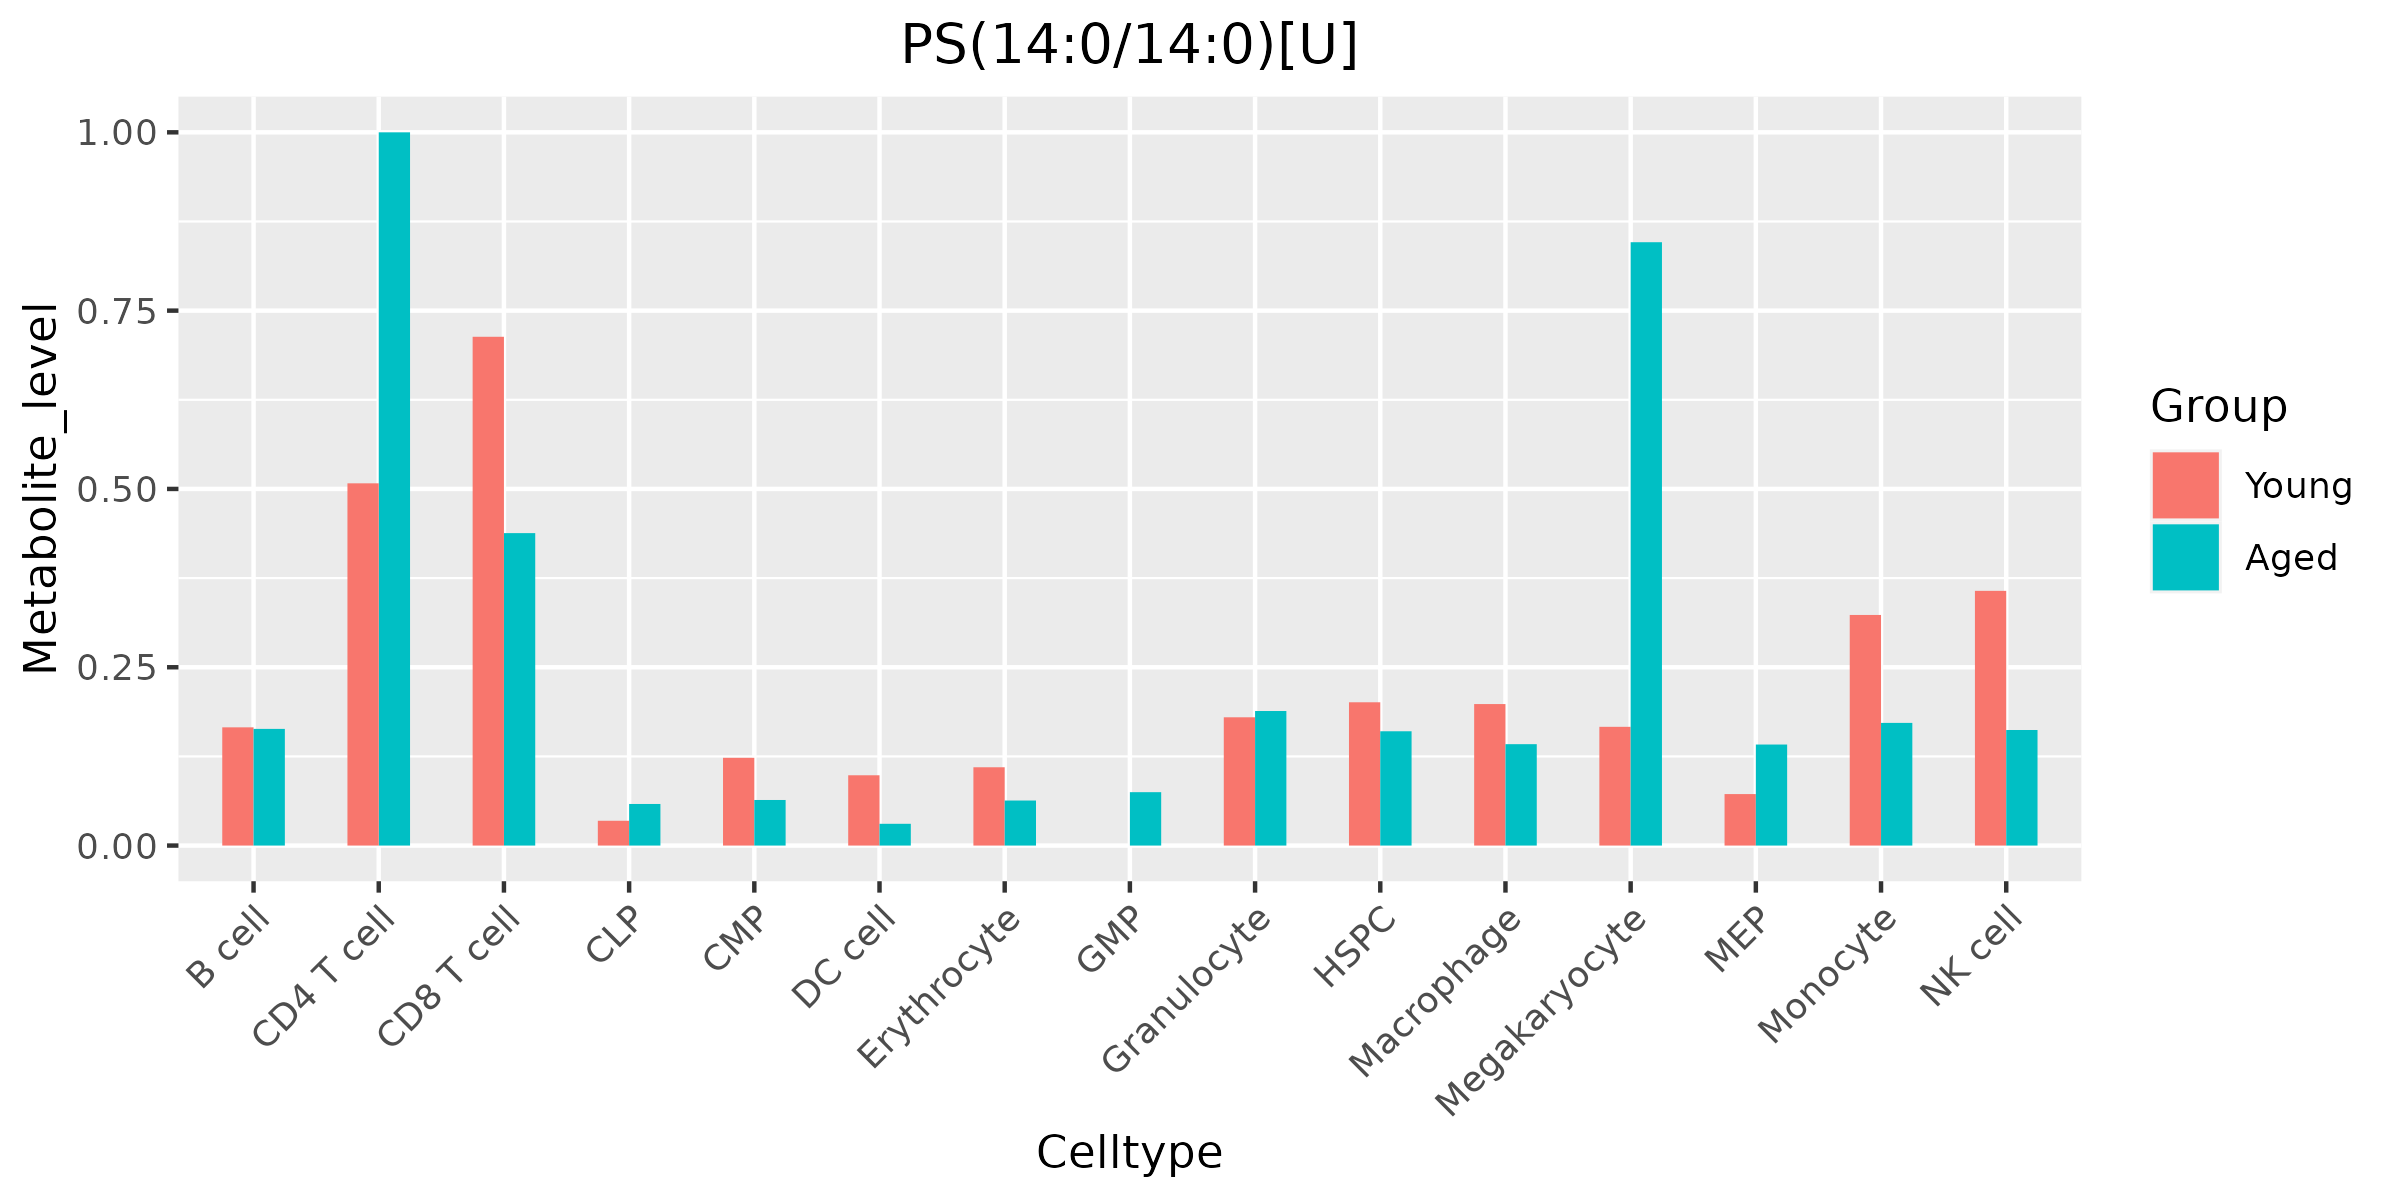 PS(14:0/14:0)[U]
Metabolite_level
1.00
0.75
0.50
0.25
0.00
B cell
CD4 T cell
CD8 T cell
CLP
CMP
DC cell
Erythrocyte
GMP
Granulocyte
HSPC
Macrophage
Megakaryocyte
MEP
Monocyte
NK cell
Celltype
Group
Young
Aged